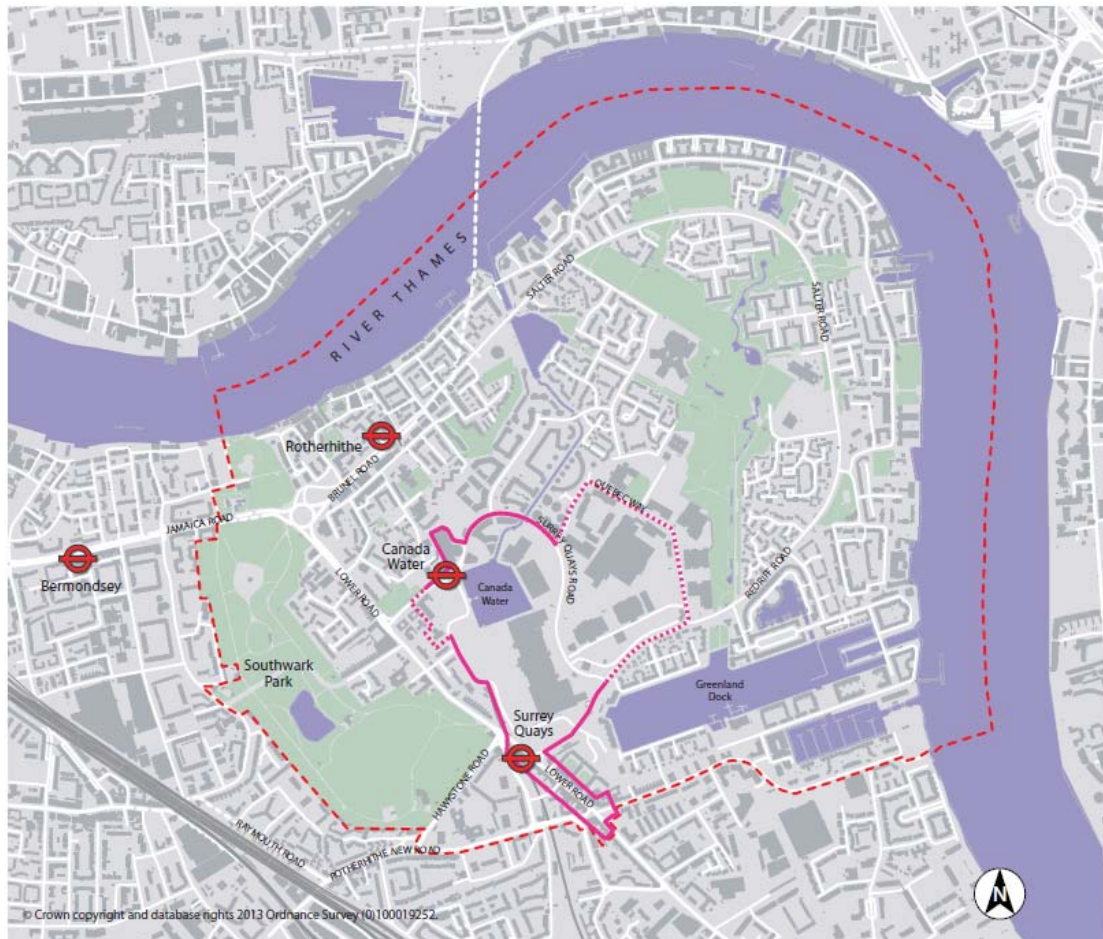 RIVER THAMES
SALTER ROAD
SALTER ROAD
Rotherhithe
BRUNEL ROAD
QUEBEC WAY
JAMAICA ROAD
SURREY QUAYS ROAD
Canada
Water
Bermondsey
LOWER ROAD
Canada
Water
REDRIFF ROAD
Southwark
Park
Greenland
Dock
Surrey
Quays
HAWKSTONE ROAD
LOWER ROAD
RAYMOUTH ROAD
ROTHERHITHE NEW ROAD
N
© Crown copyright and database rights 2013 Ordnance Survey (0)100019252.